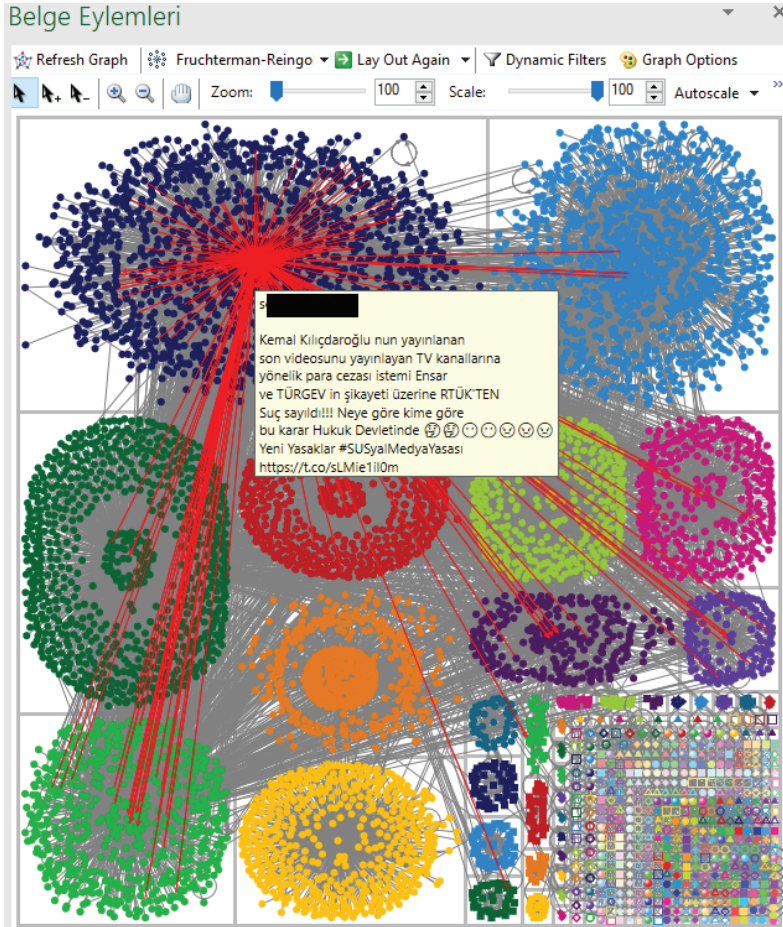 Belge Eylemleri
Refresh Graph Fruchterman-Reingo Lay Out Again Dynamic Filters Graph Options
Zoom: 100 Scale: 100 Autoscale
s
Kemal Kılıçdaroğlu nun yayınlanan
son videosunu yayınlayan TV kanallarına
yönelik para cezası istemi Ensar
ve TÜRGEV in şikayeti üzerine RTÜK'TEN
Suç sayıldı!!! Neye göre kime göre
bu karar Hukuk Devletinde
Yeni Yasaklar #SUSyalMedyaYasası
https://t.co/sLMie1il0m